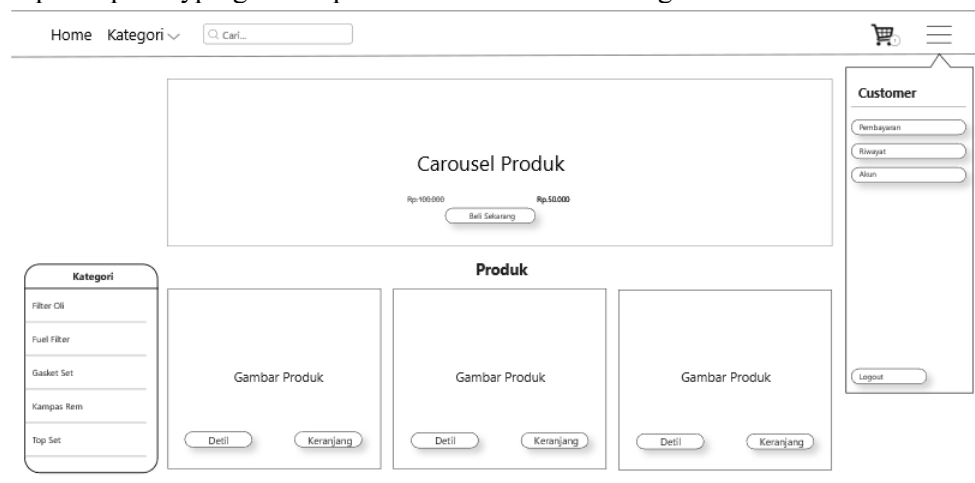 Home Kategori Cari...
Customer
Pembayaran
Riwayat
Akun
Logout
Carousel Produk
Rp.100.000 Rp.50.000
Beli Sekarang
Produk
Kategori
Filter Oli
Fuel Filter
Gasket Set
Kampas Rem
Top Set
Gambar Produk Gambar Produk Gambar Produk
Detil Keranjang Detil Keranjang Detil Keranjang